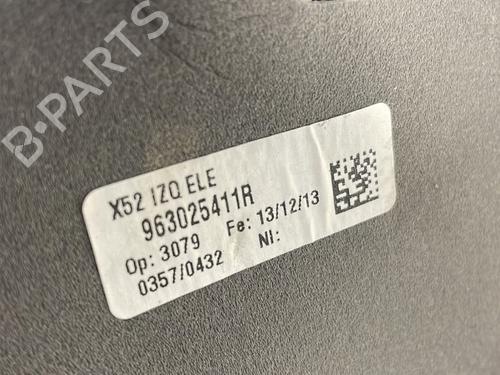 B-PARTS
X52 IZQ ELE
963025411R
Op: 3079 Fe: 13/12/13
0357/0432 NI: